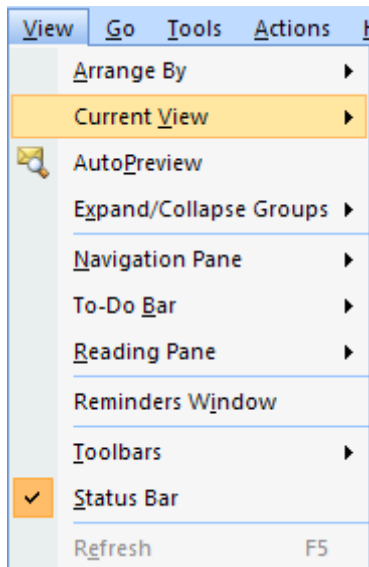 View Go Tools Actions
Arrange By
Current View
AutoPreview
Expand/Collapse Groups
Navigation Pane
To-Do Bar
Reading Pane
Reminders Window
Toolbars
Status Bar
Refresh F5